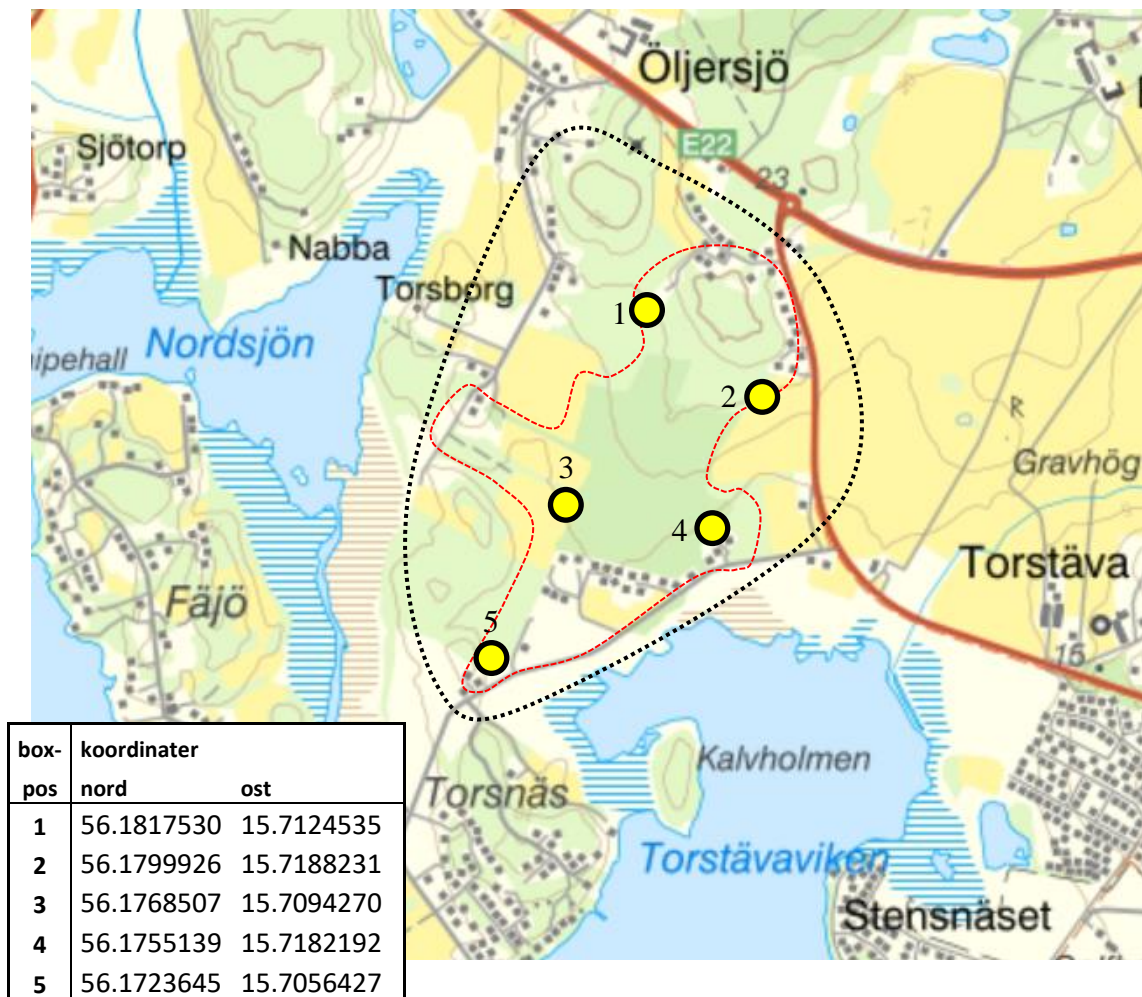 Öljersjö
E22
Sjötorp
23
Nabba
Torsborg
1
Nordsjön
ipehall
2
R
3
Gravhög
4
Torstäva
Fäjö
5
15
Kalvholmen
Torsnäs
Torstävaviken
Stensnäset
box- koordinater
pos nord ost
1 56.1817530 15.7124535
2 56.1799926 15.7188231
3 56.1768507 15.7094270
4 56.1755139 15.7182192
5 56.1723645 15.7056427